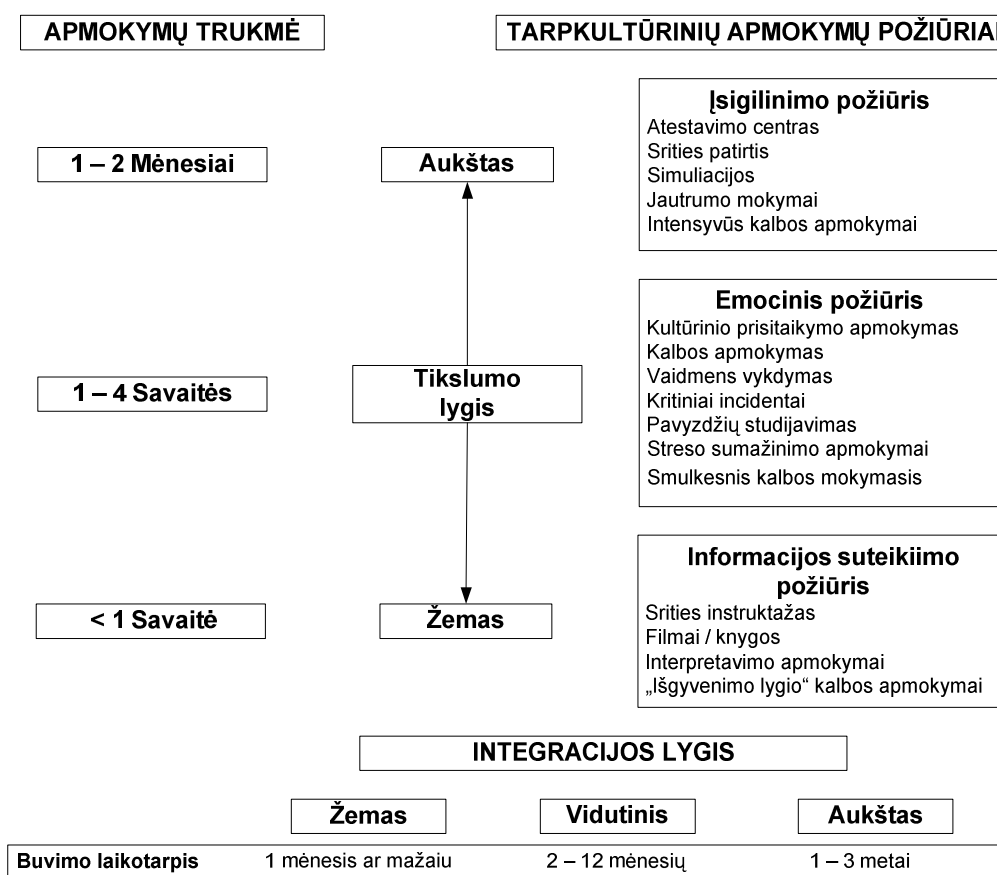 APMOKYMŲ TRUKMĖ
TARPKULTŪRINIŲ APMOKYMŲ POŽIŪRIAI
Įsigilinimo požiūris
Atestavimo centras
Srities patirtis
Simuliacijos
Jautrumo mokymai
Intensyvūs kalbos apmokymai
1 – 2 Mėnesiai
Aukštas
Emocinis požiūris
Kultūrinio prisitaikymo apmokymas
Kalbos apmokymas
Vaidmens vykdymas
Kritiniai incidentai
Pavyzdžių studijavimas
Streso sumažinimo apmokymai
Smulkesnis kalbos mokymasis
1 – 4 Savaitės
Tikslumo
lygis
Informacijos suteikiimo
požiūris
Srities instruktažas
Filmai / knygos
Interpretavimo apmokymai
„Išgyvenimo lygio“ kalbos apmokymai
< 1 Savaitė
Žemas
INTEGRACIJOS LYGIS
Žemas
Vidutinis
Aukštas
Buvimo laikotarpis 1 mėnesis ar mažaiu 2 – 12 mėnesių 1 – 3 metai